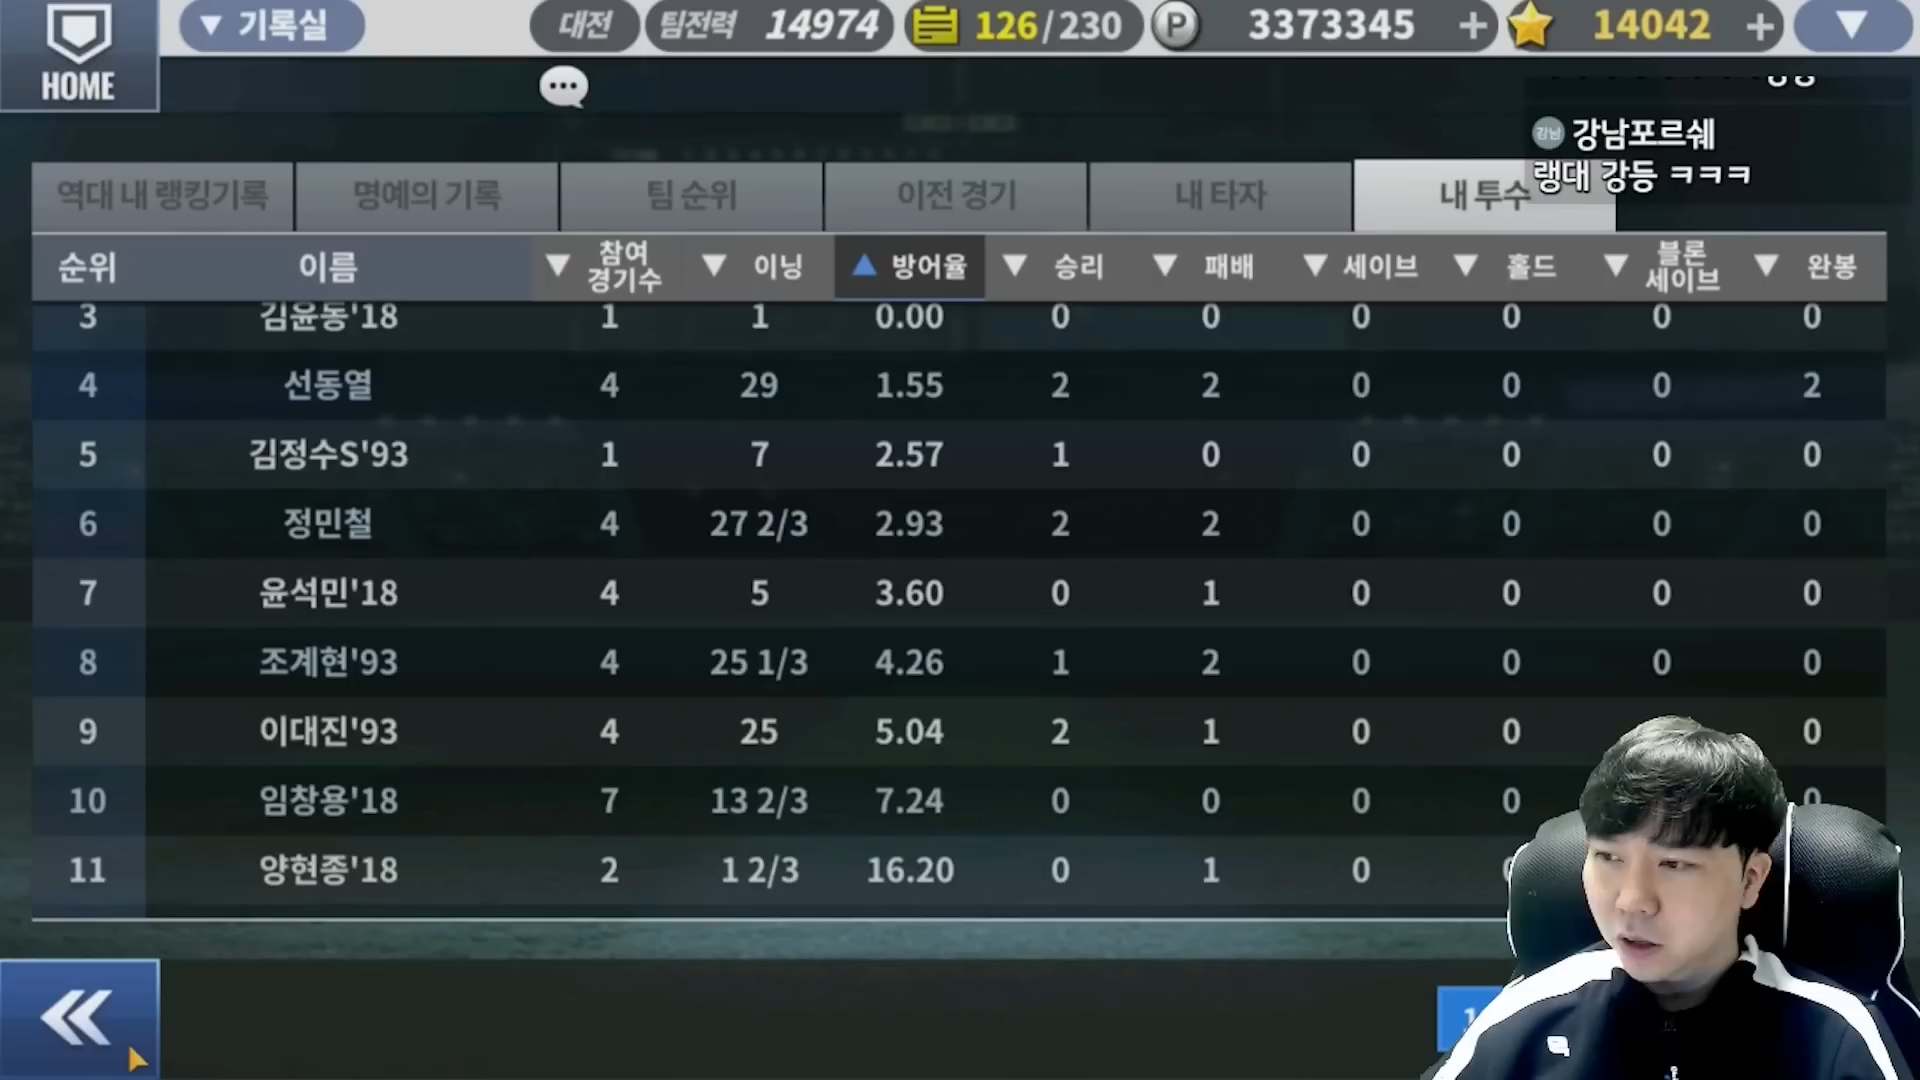 HOME
▼ 기록실
대전
팀전력 14974
126/230
P 3373345 +
14042 +
강남 강남포르쉐
랭대 강등 ㅋㅋㅋ
역대 내 랭킹기록 명예의 기록 팀 순위 이전 경기 내 타자 내 투수
순위 이름 참여 경기수 이닝 방어율 승리 패배 세이브 홀드 블론 세이브 완봉
3 김윤동'18 1 1 0.00 0 0 0 0 0 0
4 선동열 4 29 1.55 2 2 0 0 0 2
5 김정수S'93 1 7 2.57 1 0 0 0 0 0
6 정민철 4 27 2/3 2.93 2 2 0 0 0 0
7 윤석민'18 4 5 3.60 0 1 0 0 0 0
8 조계현'93 4 25 1/3 4.26 1 2 0 0 0 0
9 이대진'93 4 25 5.04 2 1 0 0 0 0
10 임창용'18 7 13 2/3 7.24 0 0 0 0 0
11 양현종'18 2 1 2/3 16.20 0 1 0